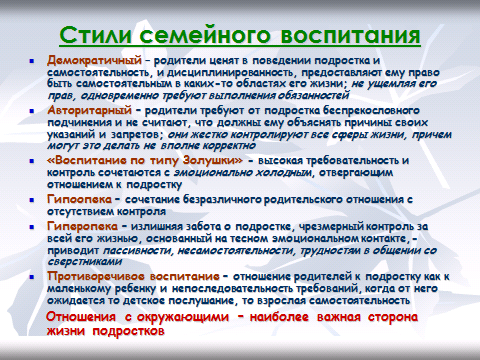 Стили семейного воспитания
Демократичный – родители ценят в поведении подростка и
самостоятельность, и дисциплинированность, предоставляют ему право
быть самостоятельным в каких-то областях его жизни; не ущемляя его
прав, одновременно требуют выполнения обязанностей
Авторитарный – родители требуют от подростка беспрекословного
подчинения и не считают, что должны ему объяснять причины своих
указаний и запретов; они жестко контролируют все сферы жизни, причем
могут это делать не вполне корректно
«Воспитание по типу Золушки» - высокая требовательность и
контроль сочетаются с эмоционально холодным, отвергающим
отношением к подростку
Гипоопека – сочетание безразличного родительского отношения с
отсутствием контроля
Гиперопека – излишняя забота о подростке, чрезмерный контроль за
всей его жизнью, основанный на тесном эмоциональном контакте, -
приводит пассивности, несамостоятельности, трудностям в общении со
сверстниками
Противоречивое воспитание – отношение родителей к подростку как к
маленькому ребенку и непоследовательность требований, когда от него
ожидается то детское послушание, то взрослая самостоятельность
Отношения с окружающими – наиболее важная сторона
жизни подростков